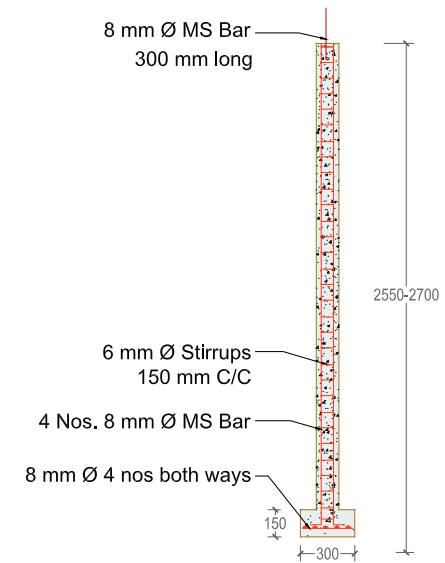 8 mm Ø MS Bar
300 mm long
2550-2700
6 mm Ø Stirrups
150 mm C/C
4 Nos. 8 mm Ø MS Bar
8 mm Ø 4 nos both ways
150
300